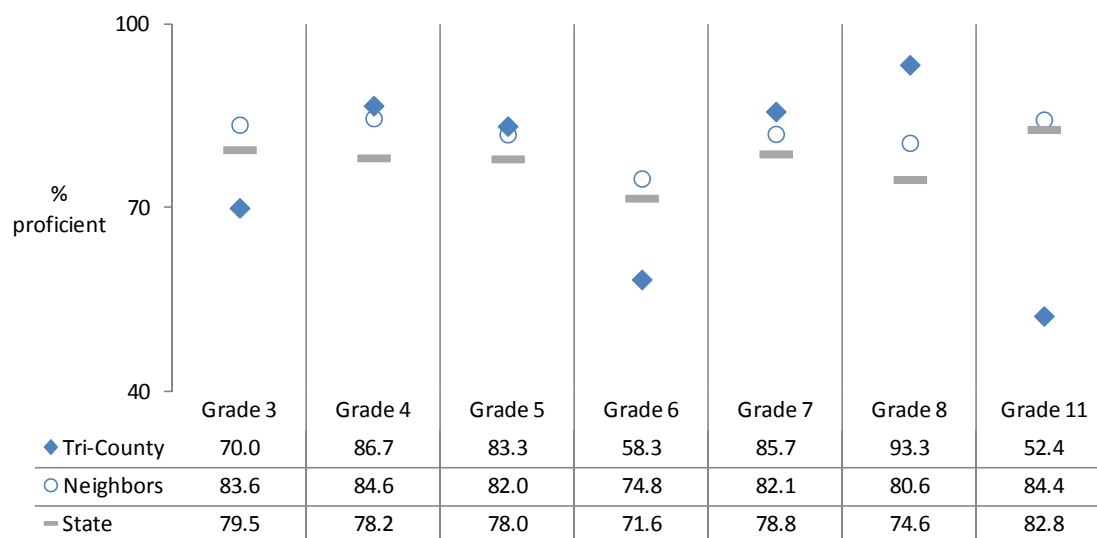 100
%
proficient
70
40
Grade 3 Grade 4 Grade 5 Grade 6 Grade 7 Grade 8 Grade 11
Tri-County 70.0 86.7 83.3 58.3 85.7 93.3 52.4
Neighbors 83.6 84.6 82.0 74.8 82.1 80.6 84.4
State 79.5 78.2 78.0 71.6 78.8 74.6 82.8